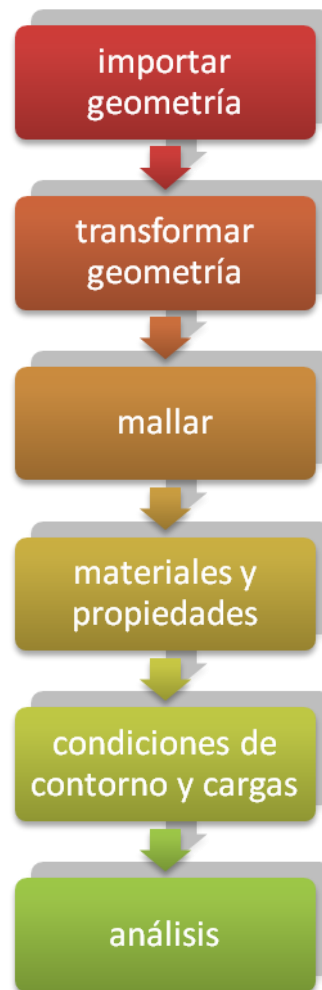 importar
geometría
transformar
geometría
mallar
materiales y
propiedades
condiciones de
contorno y cargas
análisis